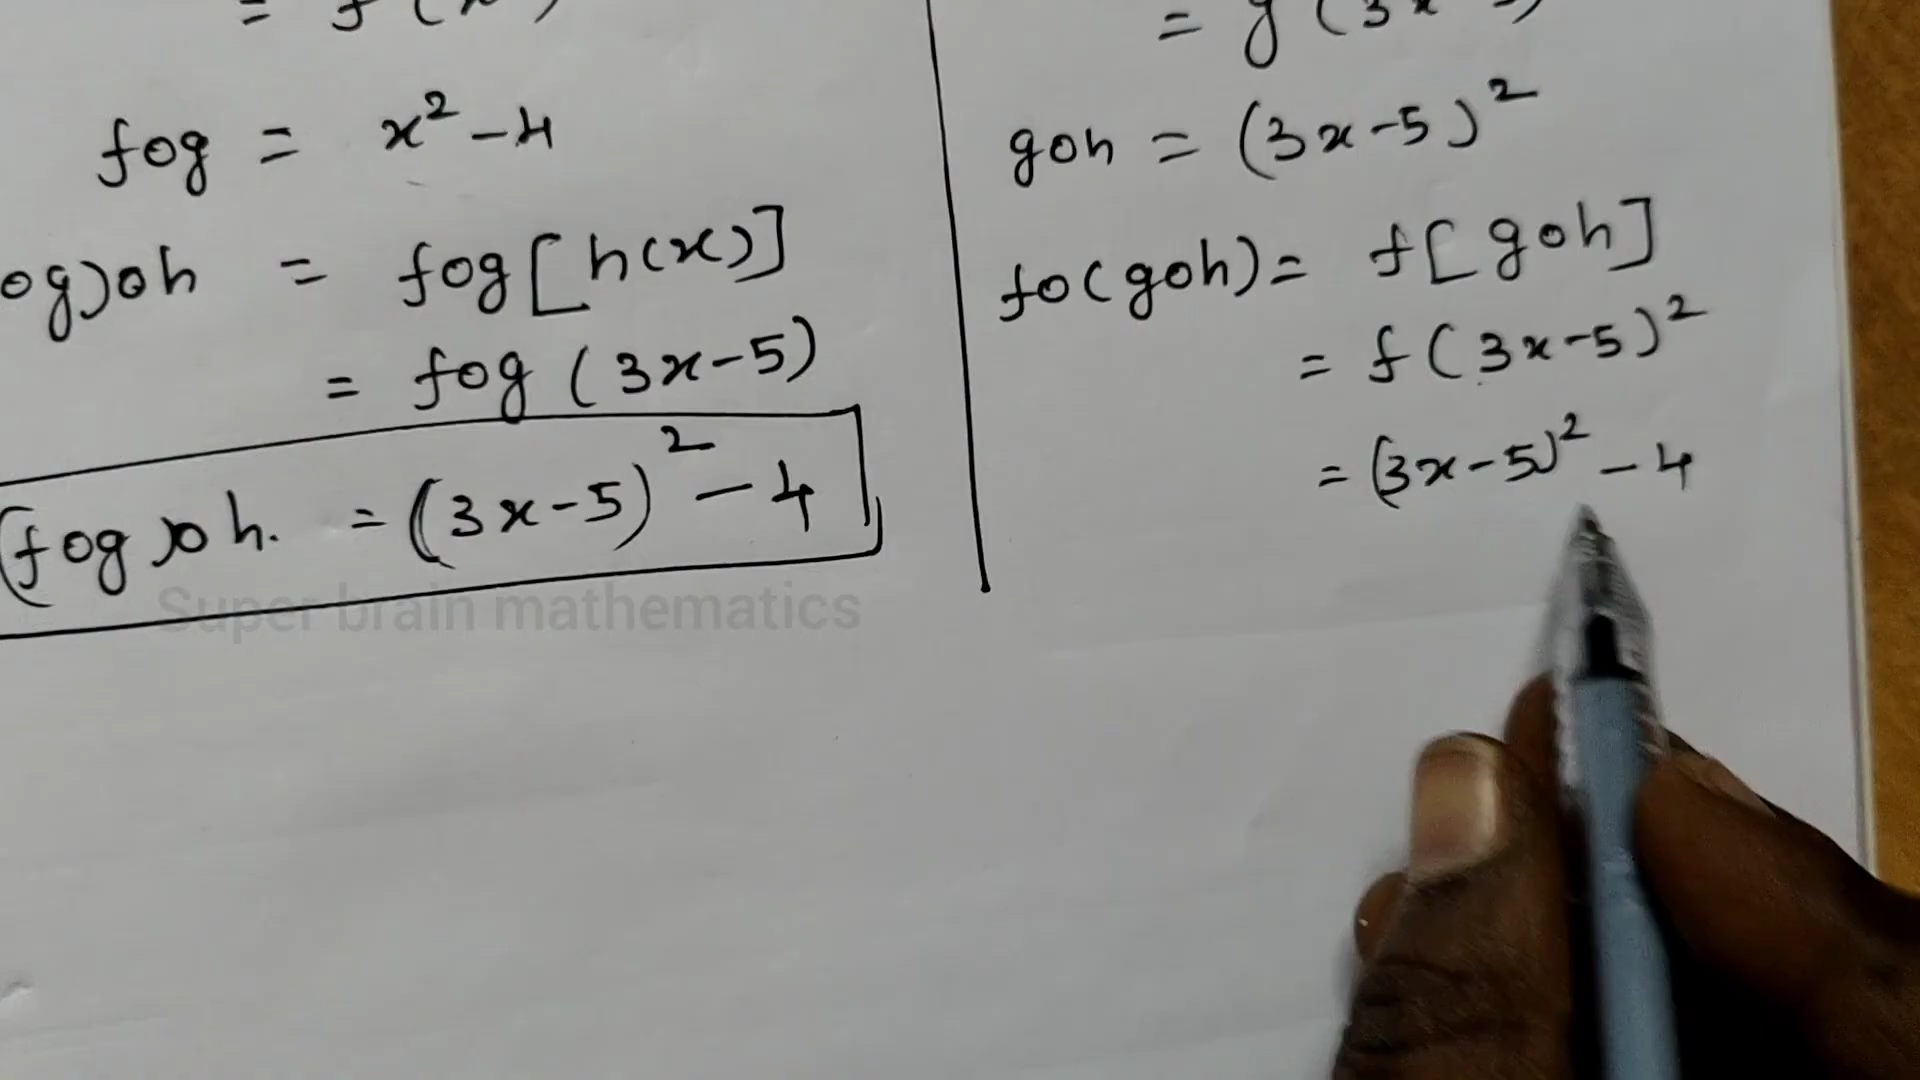 = f(x
fog = x² - 4
og)oh = fog[h(x)]
= fog (3x-5)
(fog)oh. = (3x-5)² - 4
= g(3x
goh = (3x-5)²
fo(goh) = f[goh]
= f(3x-5)²
= (3x-5)² - 4
Super brain mathematics